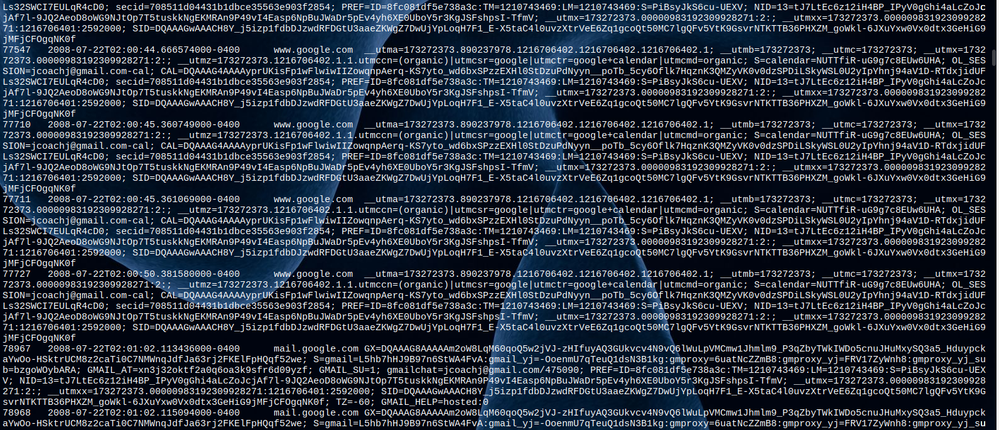 Ls32SWCI7EULqR4cD0; secid=708511d04431b1dbce35563e903f2854; PREF=ID=8fc081df5e738a3c:TM=1210743469:LM=1210743469:S=PiBsyJkS6cu-UEXV; NID=13=tJ7LtEc6z12iH4BP_IPyV0gGhi4aLcZoJc
jAf7l-9JQ2AeoD8oWG9NJtOp7T5tuskkNgEKMRAn9P49vI4Easp6NpBuJWaDr5pEv4yh6XE0UboY5r3KgJSFshpsI-TfmV; __utmx=173272373.00000983192309928271:2:; __utmxx=173272373.000009831923099282
71:1216706401:2592000; SID=DQAAAGwAAACH8Y_j5izp1fdbDJzwdRFDGtU3aaeZKWgZ7DwUjYpLoqH7F1_E-X5taC4l0uvzXtrVeE6Zq1gcoQt50MC7lgQFv5YtK9GsvrNTKTTB36PHXZM_goWkl-6JXuYxw0Vx0dtx3GeHiG9
jMFjCFOgqNK0f
77547 2008-07-22T02:00:44.666574000-0400 www.google.com __utma=173272373.890237978.1216706402.1216706402.1216706402.1; __utmb=173272373; __utmc=173272373; __utmx=1732
72373.00000983192309928271:2:; __utmz=173272373.1216706402.1.1.utmccn=(organic)|utmcsr=google|utmctr=google+calendar|utmcmd=organic; S=calendar=NUTTfiR-uG9g7c8EUw6UHA; OL_SES
SION=jcoachj@gmail.com-cal; CAL=DQAAAG4AAAAyprUKisFp1wFlwiwIIZowqnpAerq-KS7yto_wd6bxSPzzEXHl0StDzuPdNyyn__poTb_5cy6Oflk7HqznK3QMZyVK0v0dzSPDiLSkyWSL0U2yIpYhnj94aV1D-RTdxjidUF
Ls32SWCI7EULqR4cD0; secid=708511d04431b1dbce35563e903f2854; PREF=ID=8fc081df5e738a3c:TM=1210743469:LM=1210743469:S=PiBsyJkS6cu-UEXV; NID=13=tJ7LtEc6z12iH4BP_IPyV0gGhi4aLcZoJc
jAf7l-9JQ2AeoD8oWG9NJtOp7T5tuskkNgEKMRAn9P49vI4Easp6NpBuJWaDr5pEv4yh6XE0UboY5r3KgJSFshpsI-TfmV; __utmx=173272373.00000983192309928271:2:; __utmxx=173272373.000009831923099282
71:1216706401:2592000; SID=DQAAAGwAAACH8Y_j5izp1fdbDJzwdRFDGtU3aaeZKWgZ7DwUjYpLoqH7F1_E-X5taC4l0uvzXtrVeE6Zq1gcoQt50MC7lgQFv5YtK9GsvrNTKTTB36PHXZM_goWkl-6JXuYxw0Vx0dtx3GeHiG9
jMFjCFOgqNK0f
77710 2008-07-22T02:00:45.360749000-0400 www.google.com __utma=173272373.890237978.1216706402.1216706402.1216706402.1; __utmb=173272373; __utmc=173272373; __utmx=1732
72373.00000983192309928271:2:; __utmz=173272373.1216706402.1.1.utmccn=(organic)|utmcsr=google|utmctr=google+calendar|utmcmd=organic; S=calendar=NUTTfiR-uG9g7c8EUw6UHA; OL_SES
SION=jcoachj@gmail.com-cal; CAL=DQAAAG4AAAAyprUKisFp1wFlwiwIIZowqnpAerq-KS7yto_wd6bxSPzzEXHl0StDzuPdNyyn__poTb_5cy6Oflk7HqznK3QMZyVK0v0dzSPDiLSkyWSL0U2yIpYhnj94aV1D-RTdxjidUF
Ls32SWCI7EULqR4cD0; secid=708511d04431b1dbce35563e903f2854; PREF=ID=8fc081df5e738a3c:TM=1210743469:LM=1210743469:S=PiBsyJkS6cu-UEXV; NID=13=tJ7LtEc6z12iH4BP_IPyV0gGhi4aLcZoJc
jAf7l-9JQ2AeoD8oWG9NJtOp7T5tuskkNgEKMRAn9P49vI4Easp6NpBuJWaDr5pEv4yh6XE0UboY5r3KgJSFshpsI-TfmV; __utmx=173272373.00000983192309928271:2:; __utmxx=173272373.000009831923099282
71:1216706401:2592000; SID=DQAAAGwAAACH8Y_j5izp1fdbDJzwdRFDGtU3aaeZKWgZ7DwUjYpLoqH7F1_E-X5taC4l0uvzXtrVeE6Zq1gcoQt50MC7lgQFv5YtK9GsvrNTKTTB36PHXZM_goWkl-6JXuYxw0Vx0dtx3GeHiG9
jMFjCFOgqNK0f
77711 2008-07-22T02:00:45.361069000-0400 www.google.com __utma=173272373.890237978.1216706402.1216706402.1216706402.1; __utmb=173272373; __utmc=173272373; __utmx=1732
72373.00000983192309928271:2:; __utmz=173272373.1216706402.1.1.utmccn=(organic)|utmcsr=google|utmctr=google+calendar|utmcmd=organic; S=calendar=NUTTfiR-uG9g7c8EUw6UHA; OL_SES
SION=jcoachj@gmail.com-cal; CAL=DQAAAG4AAAAyprUKisFp1wFlwiwIIZowqnpAerq-KS7yto_wd6bxSPzzEXHl0StDzuPdNyyn__poTb_5cy6Oflk7HqznK3QMZyVK0v0dzSPDiLSkyWSL0U2yIpYhnj94aV1D-RTdxjidUF
Ls32SWCI7EULqR4cD0; secid=708511d04431b1dbce35563e903f2854; PREF=ID=8fc081df5e738a3c:TM=1210743469:LM=1210743469:S=PiBsyJkS6cu-UEXV; NID=13=tJ7LtEc6z12iH4BP_IPyV0gGhi4aLcZoJc
jAf7l-9JQ2AeoD8oWG9NJtOp7T5tuskkNgEKMRAn9P49vI4Easp6NpBuJWaDr5pEv4yh6XE0UboY5r3KgJSFshpsI-TfmV; __utmx=173272373.00000983192309928271:2:; __utmxx=173272373.000009831923099282
71:1216706401:2592000; SID=DQAAAGwAAACH8Y_j5izp1fdbDJzwdRFDGtU3aaeZKWgZ7DwUjYpLoqH7F1_E-X5taC4l0uvzXtrVeE6Zq1gcoQt50MC7lgQFv5YtK9GsvrNTKTTB36PHXZM_goWkl-6JXuYxw0Vx0dtx3GeHiG9
jMFjCFOgqNK0f
77727 2008-07-22T02:00:50.381580000-0400 www.google.com __utma=173272373.890237978.1216706402.1216706402.1216706402.1; __utmb=173272373; __utmc=173272373; __utmx=1732
72373.00000983192309928271:2:; __utmz=173272373.1216706402.1.1.utmccn=(organic)|utmcsr=google|utmctr=google+calendar|utmcmd=organic; S=calendar=NUTTfiR-uG9g7c8EUw6UHA; OL_SES
SION=jcoachj@gmail.com-cal; CAL=DQAAAG4AAAAyprUKisFp1wFlwiwIIZowqnpAerq-KS7yto_wd6bxSPzzEXHl0StDzuPdNyyn__poTb_5cy6Oflk7HqznK3QMZyVK0v0dzSPDiLSkyWSL0U2yIpYhnj94aV1D-RTdxjidUF
Ls32SWCI7EULqR4cD0; secid=708511d04431b1dbce35563e903f2854; PREF=ID=8fc081df5e738a3c:TM=1210743469:LM=1210743469:S=PiBsyJkS6cu-UEXV; NID=13=tJ7LtEc6z12iH4BP_IPyV0gGhi4aLcZoJc
jAf7l-9JQ2AeoD8oWG9NJtOp7T5tuskkNgEKMRAn9P49vI4Easp6NpBuJWaDr5pEv4yh6XE0UboY5r3KgJSFshpsI-TfmV; __utmx=173272373.00000983192309928271:2:; __utmxx=173272373.000009831923099282
71:1216706401:2592000; SID=DQAAAGwAAACH8Y_j5izp1fdbDJzwdRFDGtU3aaeZKWgZ7DwUjYpLoqH7F1_E-X5taC4l0uvzXtrVeE6Zq1gcoQt50MC7lgQFv5YtK9GsvrNTKTTB36PHXZM_goWkl-6JXuYxw0Vx0dtx3GeHiG9
jMFjCFOgqNK0f
78967 2008-07-22T02:01:02.113436000-0400 mail.google.com GX=DQAAAG8AAAAAm2oW8LqM60qoQ5w2jVJ-zHIfuyAQ3GUkvcv4N9vQ6lWuLpVMCmw1Jhmlm9_P3qZbyTWkIWDo5cnuJHuMxySQ3a5_Hduypck
aYwOo-HSktrUCM8z2caTi0C7NMWnqJdfJa63rj2FKElFpHQqf52we; S=gmail=L5hb7hHJ9B97n6StWA4FvA:gmail_yj=-OoenmU7qTeuQ1dsN3B1kg:gmproxy=6uatNcZZmB8:gmproxy_yj=FRV17ZyWnh8:gmproxy_yj_su
b=bzgoWOybARA; GMAIL_AT=xn3j32oktf2a0q6oa3k9sfr6d09yzf; GMAIL_SU=1; gmailchat=jcoachj@gmail.com/475090; PREF=ID=8fc081df5e738a3c:TM=1210743469:LM=1210743469:S=PiBsyJkS6cu-UEX
V; NID=13=tJ7LtEc6z12iH4BP_IPyV0gGhi4aLcZoJcjAf7l-9JQ2AeoD8oWG9NJtOp7T5tuskkNgEKMRAn9P49vI4Easp6NpBuJWaDr5pEv4yh6XE0UboY5r3KgJSFshpsI-TfmV; __utmx=173272373.00000983192309928
271:2:; __utmxx=173272373.00000983192309928271:1216706401:2592000; SID=DQAAAGwAAACH8Y_j5izp1fdbDJzwdRFDGtU3aaeZKWgZ7DwUjYpLoqH7F1_E-X5taC4l0uvzXtrVeE6Zq1gcoQt50MC7lgQFv5YtK9G
svrNTKTTB36PHXZM_goWkl-6JXuYxw0Vx0dtx3GeHiG9jMFjCFOgqNK0f; TZ=-60; GMAIL_HELP=hosted:0
78968 2008-07-22T02:01:02.115094000-0400 mail.google.com GX=DQAAAG8AAAAAm2oW8LqM60qoQ5w2jVJ-zHIfuyAQ3GUkvcv4N9vQ6lWuLpVMCmw1Jhmlm9_P3qZbyTWkIWDo5cnuJHuMxySQ3a5_Hduypck
aYwOo-HSktrUCM8z2caTi0C7NMWnqJdfJa63rj2FKElFpHQqf52we; S=gmail=L5hb7hHJ9B97n6StWA4FvA:gmail_yj=-OoenmU7qTeuQ1dsN3B1kg:gmproxy=6uatNcZZmB8:gmproxy_yj=FRV17ZyWnh8:gmproxy_yj_su